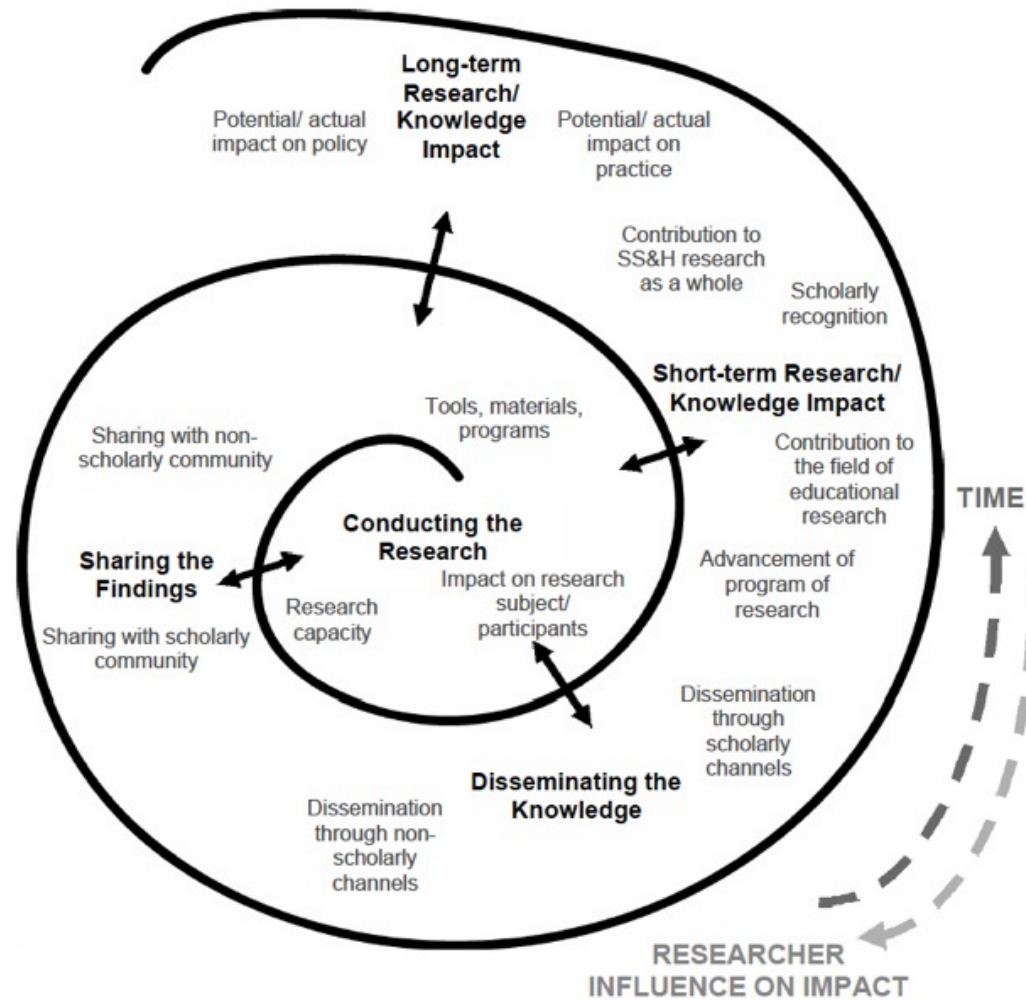 Long-term
Research/
Knowledge
Impact
Potential/ actual
impact on policy
Potential/ actual
impact on
practice
Contribution to
SS&H research
as a whole
Scholarly
recognition
Short-term Research/
Knowledge Impact
Contribution to
the field of
educational
research
Advancement of
program of
research
Tools, materials,
programs
Sharing with non-
scholarly community
Conducting the
Research
Sharing the
Findings
Impact on research
subject/
participants
Research
capacity
Sharing with scholarly
community
Dissemination
through
scholarly
channels
Disseminating the
Knowledge
Dissemination
through non-
scholarly
channels
TIME
RESEARCHER
INFLUENCE ON IMPACT